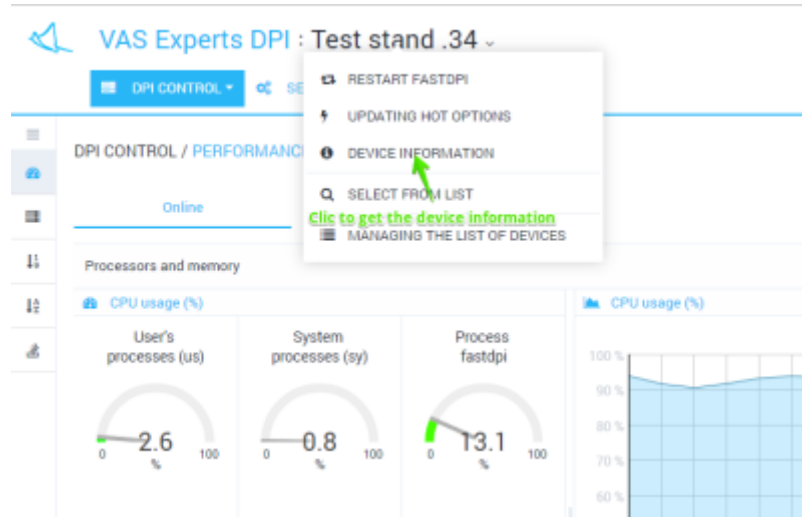 VAS Experts DPI : Test stand .34
DPI CONTROL
SE
RESTART FASTDPI
UPDATING HOT OPTIONS
DEVICE INFORMATION
SELECT FROM LIST
Clic to get the device information
MANAGING THE LIST OF DEVICES
DPI CONTROL / PERFORMANC
Online
Processors and memory
CPU usage (%)
User's
processes (us)
System
processes (sy)
Process
fastdpi
2.6
0
100
%
0.8
0
100
%
13.1
0
100
%
CPU usage (%)
100 %
90 %
80 %
70 %
60 %